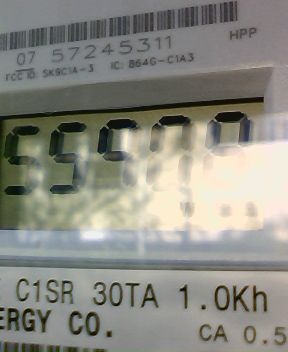 HPP
07 57245311
FCC ID: SK9C1A-3 IC: 864G-C1A3
C1SR 30TA 1.0Kh
ERGY CO.
CA 0.5